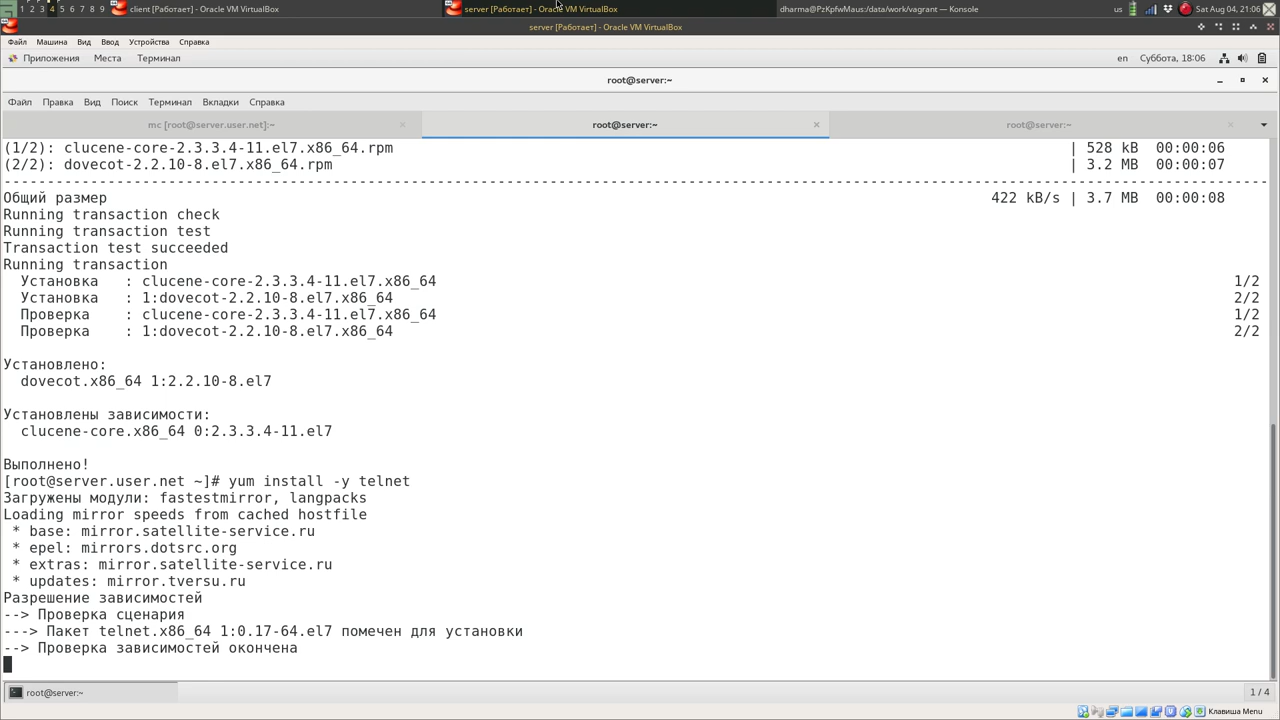 1 2 3 4 5 6 7 8 9 client [Работает] - Oracle VM VirtualBox server [Работает] - Oracle VM VirtualBox dharma@PzKpfwMaus:/data/work/vagrant — Konsole us Sat Aug 04, 21:06
server [Работает] - Oracle VM VirtualBox
Файл Машина Вид Ввод Устройства Справка
Приложения Места Терминал en Суббота, 18:06
root@server:~
Файл Правка Вид Поиск Терминал Вкладки Справка
mc [root@server.user.net]:~ × root@server:~ × root@server:~ ×
(1/2): clucene-core-2.3.3.4-11.el7.x86_64.rpm | 528 kB 00:00:06
(2/2): dovecot-2.2.10-8.el7.x86_64.rpm | 3.2 MB 00:00:07
--------------------------------------------------------------------------------
Общий размер 422 kB/s | 3.7 MB 00:00:08
Running transaction check
Running transaction test
Transaction test succeeded
Running transaction
Установка : clucene-core-2.3.3.4-11.el7.x86_64 1/2
Установка : 1:dovecot-2.2.10-8.el7.x86_64 2/2
Проверка : clucene-core-2.3.3.4-11.el7.x86_64 1/2
Проверка : 1:dovecot-2.2.10-8.el7.x86_64 2/2
Установлено:
dovecot.x86_64 1:2.2.10-8.el7
Установлены зависимости:
clucene-core.x86_64 0:2.3.3.4-11.el7
Выполнено!
[root@server.user.net ~]# yum install -y telnet
Загружены модули: fastestmirror, langpacks
Loading mirror speeds from cached hostfile
* base: mirror.satellite-service.ru
* epel: mirrors.dotsrc.org
* extras: mirror.satellite-service.ru
* updates: mirror.tversu.ru
Разрешение зависимостей
--> Проверка сценария
---> Пакет telnet.x86_64 1:0.17-64.el7 помечен для установки
--> Проверка зависимостей окончена
root@server:~ 1 / 4
Клавиша Menu